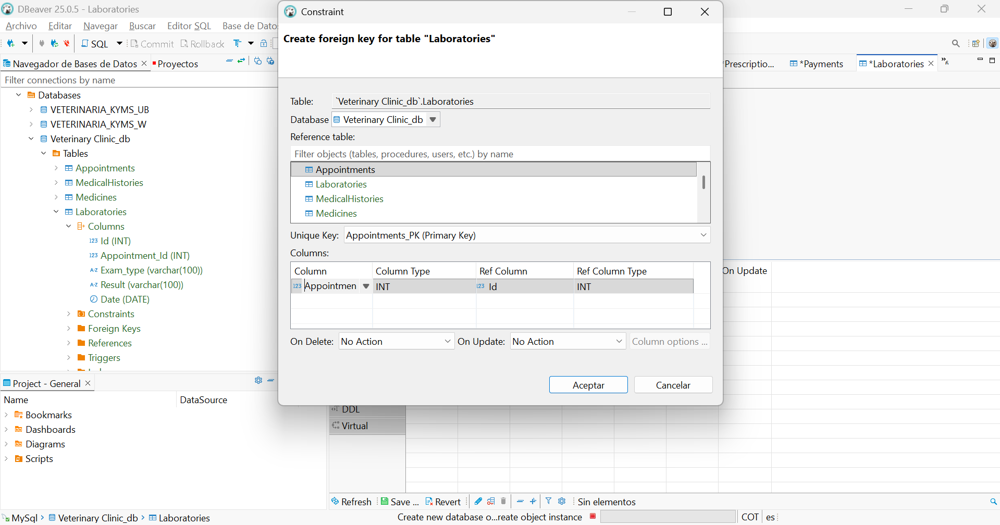 DBeaver 25.0.5 - Laboratories
Archivo Editar Navegar Buscar Editor SQL Base de Dato
SQL Commit Rollback
Navegador de Bases de Datos Proyectos
Filter connections by name
Databases
VETERINARIA_KYMS_UB
VETERINARIA_KYMS_W
Veterinary Clinic_db
Tables
Appointments
MedicalHistories
Medicines
Laboratories
Columns
123 Id (INT)
123 Appointment_Id (INT)
A-Z Exam_type (varchar(100))
A-Z Result (varchar(100))
Date (DATE)
Constraints
Foreign Keys
References
Triggers
Project - General
Name DataSource
Bookmarks
Dashboards
Diagrams
Scripts
Constraint
Create foreign key for table "Laboratories"
Table: `Veterinary Clinic_db`.Laboratories
Database Veterinary Clinic_db
Reference table:
Filter objects (tables, procedures, users, etc.) by name
Appointments
Laboratories
MedicalHistories
Medicines
Unique Key: Appointments_PK (Primary Key)
Columns:
Column Column Type Ref Column Ref Column Type
123 Appointmen INT 123 Id INT
On Delete: No Action On Update: No Action Column options ...
Aceptar Cancelar
Prescriptio... *Payments *Laboratories »6
On Update
DDL
Virtual
Refresh Save ... Revert Sin elementos
MySql Veterinary Clinic_db Laboratories
Create new database o...reate object instance COT es